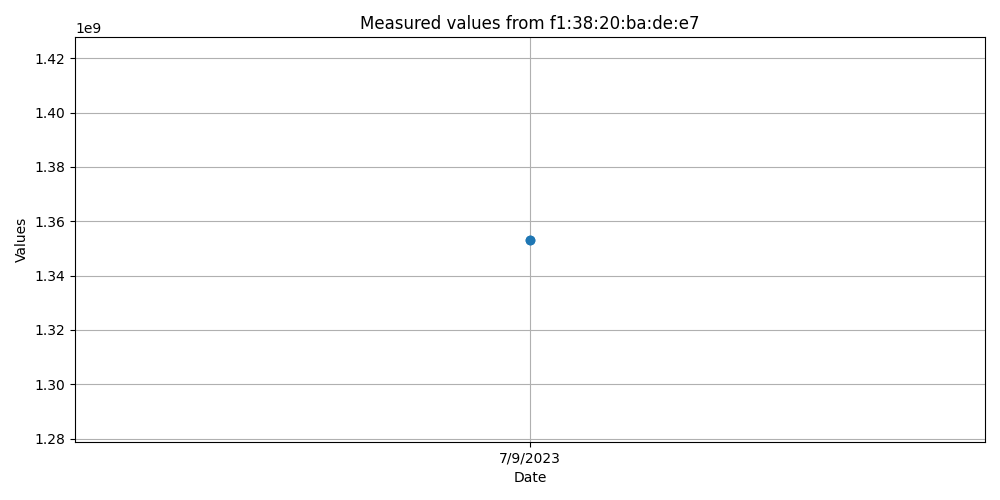 Measured values from f1:38:20:ba:de:e7
1e9
1.42
1.40
1.38
1.36
1.34
1.32
1.30
1.28
Values
7/9/2023
Date